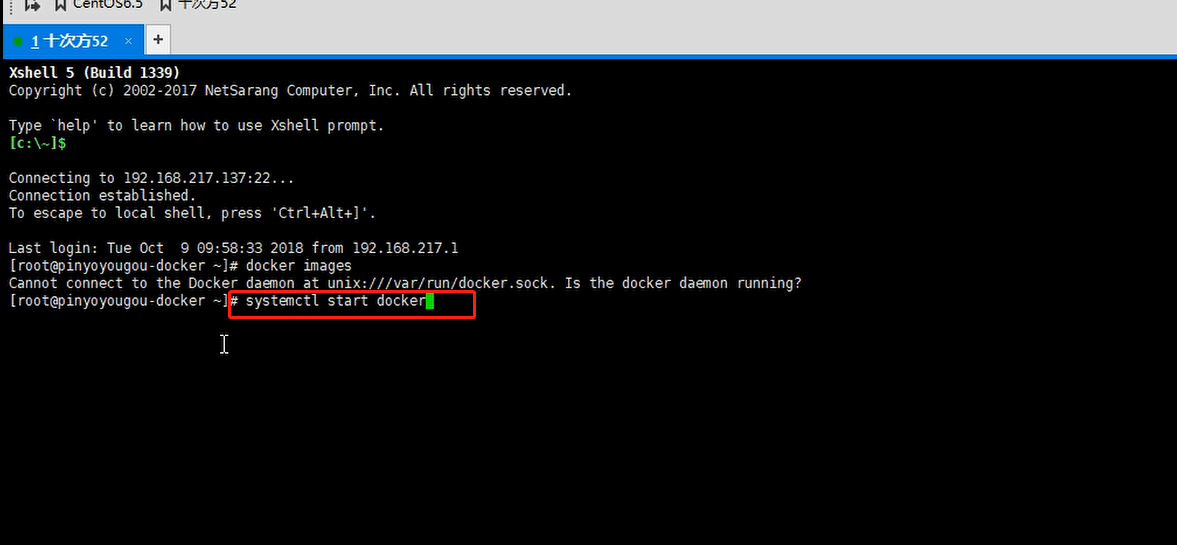 CentOS6.5 十次方52
1 十次方52 × +
Xshell 5 (Build 1339)
Copyright (c) 2002-2017 NetSarang Computer, Inc. All rights reserved.
Type `help' to learn how to use Xshell prompt.
[c:\~]$
Connecting to 192.168.217.137:22...
Connection established.
To escape to local shell, press 'Ctrl+Alt+]'.
Last login: Tue Oct  9 09:58:33 2018 from 192.168.217.1
[root@pinyoyougou-docker ~]# docker images
Cannot connect to the Docker daemon at unix:///var/run/docker.sock. Is the docker daemon running?
[root@pinyoyougou-docker ~]# systemctl start docker